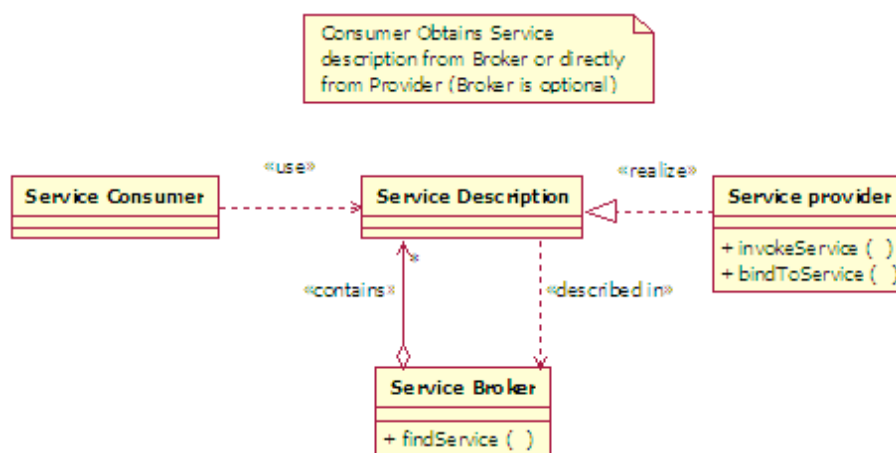 Consumer Obtains Service
description from Broker or directly
from Provider (Broker is optional)
«use»
«realize»
Service Consumer
Service Description
Service provider
+ invokeService ( )
+ bindToService ( )
*
«contains»
«described in»
Service Broker
+ findService ( )